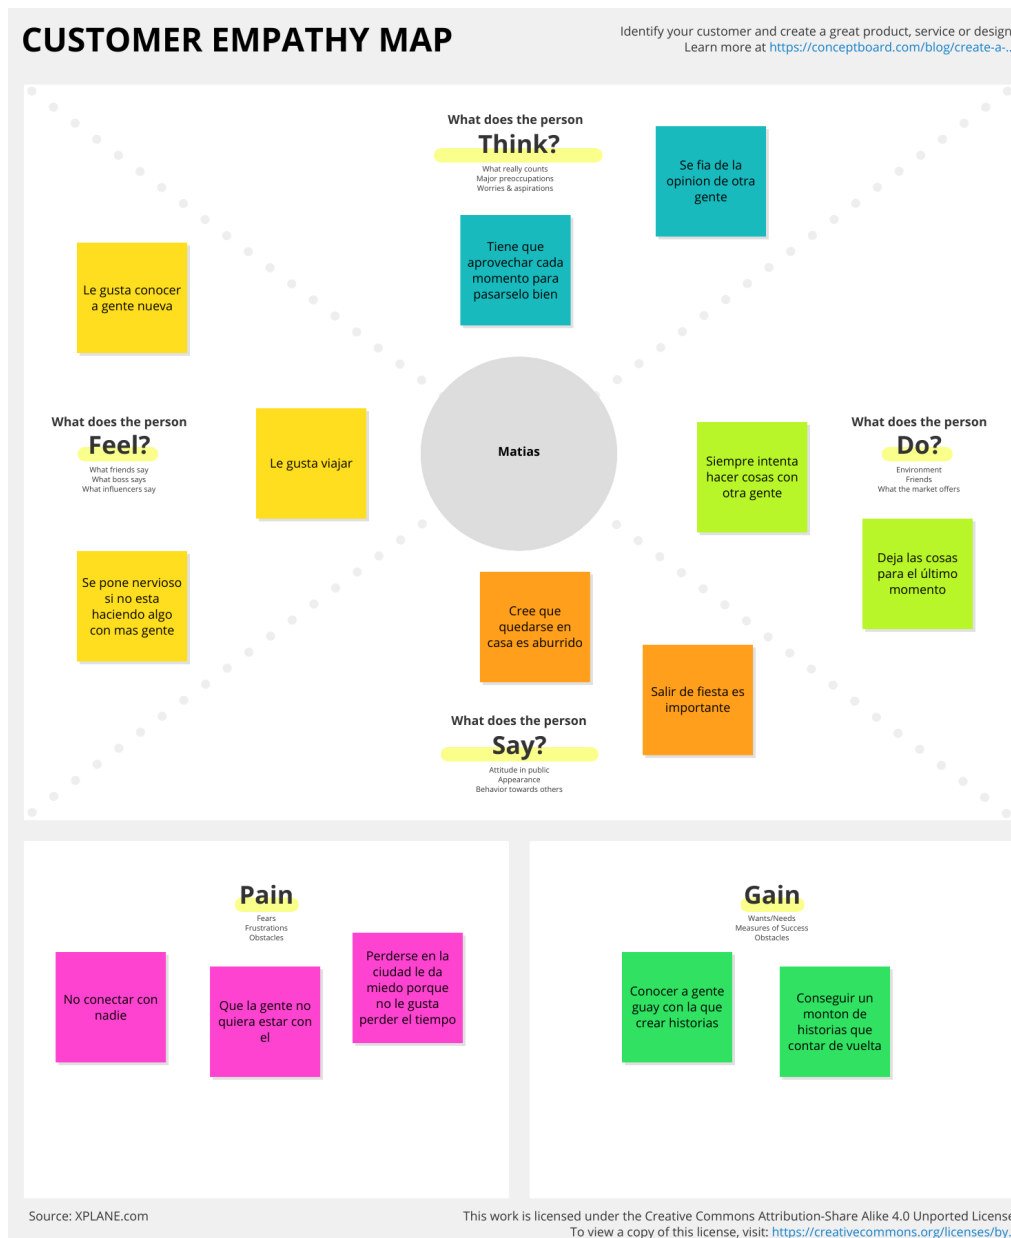 CUSTOMER EMPATHY MAP
Identify your customer and create a great product, service or design
Learn more at https://conceptboard.com/blog/create-a-..
What does the person
Think?
What really counts
Major preoccupations
Worries & aspirations
Se fia de la
opinion de otra
gente
Tiene que
aprovechar cada
momento para
pasarselo bien
Le gusta conocer
a gente nueva
What does the person
Feel?
What friends say
What boss says
What influencers say
Le gusta viajar
Se pone nervioso
si no esta
haciendo algo
con mas gente
Matias
Siempre intenta
hacer cosas con
otra gente
What does the person
Do?
Environment
Friends
What the market offers
Deja las cosas
para el último
momento
Cree que
quedarse en
casa es aburrido
Salir de fiesta es
importante
What does the person
Say?
Attitude in public
Appearance
Behavior towards others
Pain
Fears
Frustrations
Obstacles
No conectar con
nadie
Que la gente no
quiera estar con
el
Perderse en la
ciudad le da
miedo porque
no le gusta
perder el tiempo
Gain
Wants/Needs
Measures of Success
Obstacles
Conocer a gente
guay con la que
crear historias
Conseguir un
monton de
historias que
contar de vuelta
Source: XPLANE.com
This work is licensed under the Creative Commons Attribution-Share Alike 4.0 Unported License
To view a copy of this license, visit: https://creativecommons.org/licenses/by.